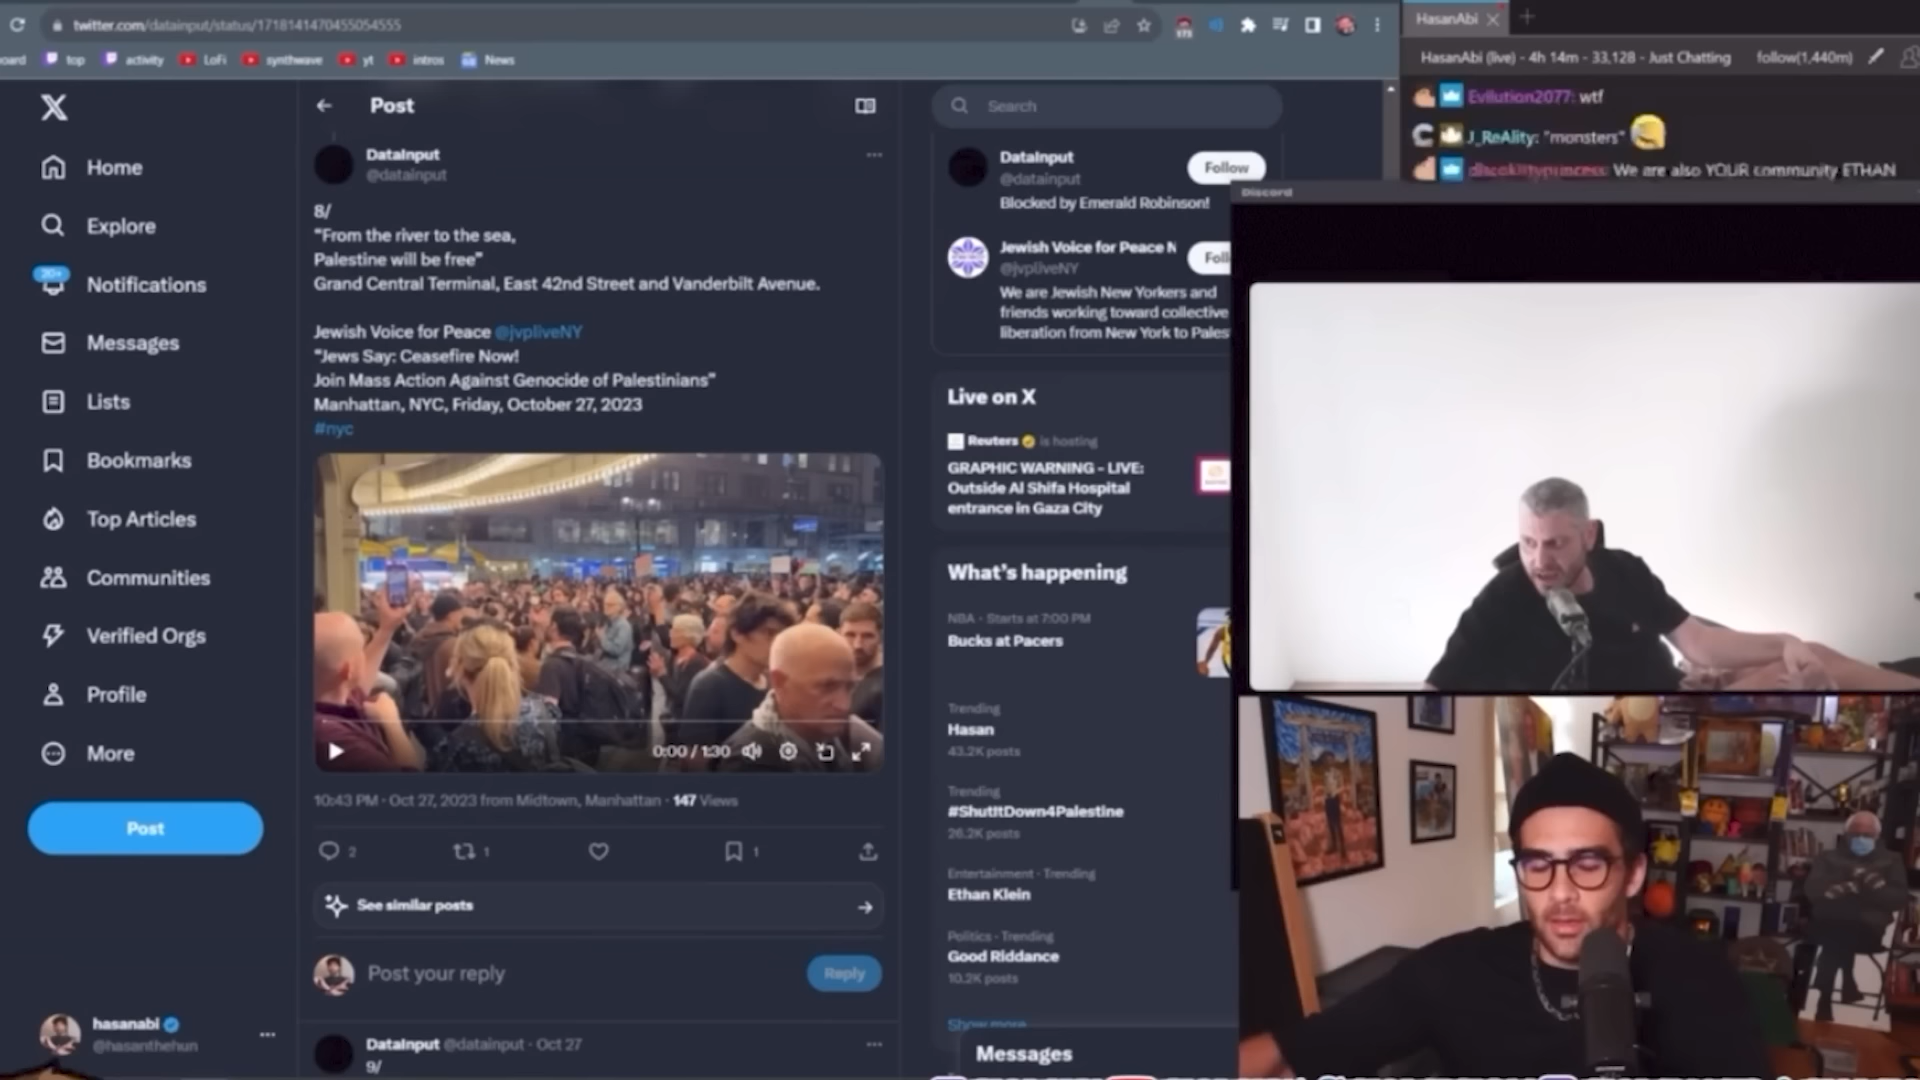 twitter.com/datainput/status/1718141470455054555
top
activity
LoFi
synthwave
yt
intros
News
X
Home
Explore
20+
Notifications
Messages
Lists
Bookmarks
Top Articles
Communities
Verified Orgs
Profile
More
Post
hasanabi
@hasanthehun
Post
DataInput
@datainput
8/
“From the river to the sea,
Palestine will be free”
Grand Central Terminal, East 42nd Street and Vanderbilt Avenue.
Jewish Voice for Peace @jvpliveNY
“Jews Say: Ceasefire Now!
Join Mass Action Against Genocide of Palestinians”
Manhattan, NYC, Friday, October 27, 2023
#nyc
0:00 / 1:30
10:43 PM · Oct 27, 2023 from Midtown, Manhattan · 147 Views
2
1
1
See similar posts
Post your reply
Reply
DataInput @datainput · Oct 27
9/
Search
DataInput
@datainput
Follow
Blocked by Emerald Robinson!
Jewish Voice for Peace N
@jvpliveNY
Foll
We are Jewish New Yorkers and
friends working toward collective
liberation from New York to Pales
Live on X
Reuters is hosting
GRAPHIC WARNING - LIVE:
Outside Al Shifa Hospital
entrance in Gaza City
What’s happening
NBA · Starts at 7:00 PM
Bucks at Pacers
Trending
Hasan
43.2K posts
Trending
#ShutItDown4Palestine
26.2K posts
Entertainment · Trending
Ethan Klein
Politics · Trending
Good Riddance
10.2K posts
Show more
Messages
HasanAbi
HasanAbi (live) - 4h 14m - 33,128 - Just Chatting
follow(1,440m)
Evilution2077: wtf
J_ReAlity: "monsters"
We are also YOUR community ETHAN
Discord